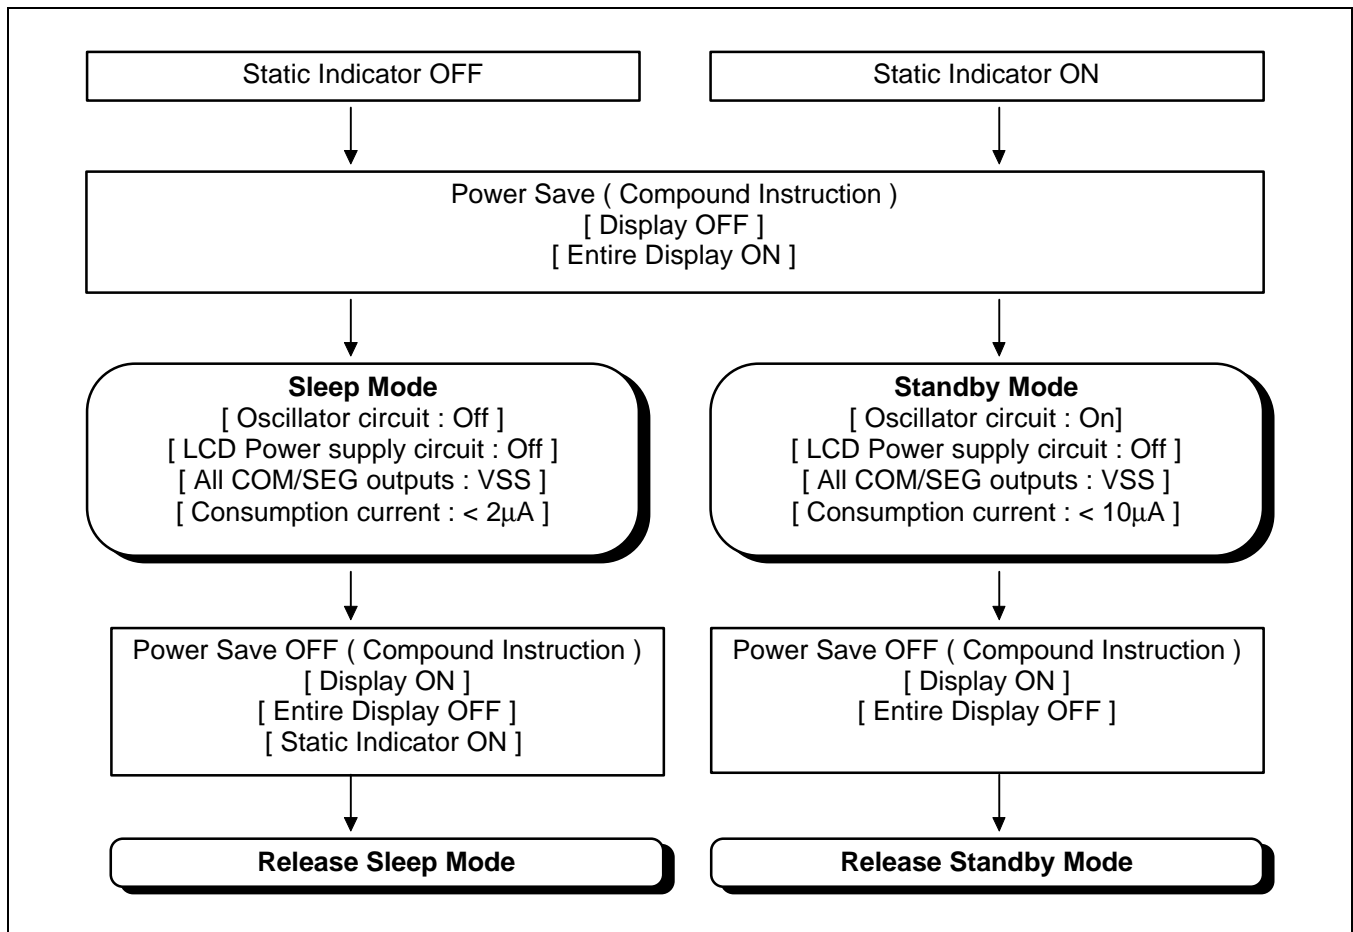 Static Indicator OFF
Static Indicator ON
Power Save ( Compound Instruction )
[ Display OFF ]
[ Entire Display ON ]
Sleep Mode
[ Oscillator circuit : Off ]
[ LCD Power supply circuit : Off ]
[ All COM/SEG outputs : VSS ]
[ Consumption current : < 2μA ]
Standby Mode
[ Oscillator circuit : On]
[ LCD Power supply circuit : Off ]
[ All COM/SEG outputs : VSS ]
[ Consumption current : < 10μA ]
Power Save OFF ( Compound Instruction )
[ Display ON ]
[ Entire Display OFF ]
[ Static Indicator ON ]
Power Save OFF ( Compound Instruction )
[ Display ON ]
[ Entire Display OFF ]
Release Sleep Mode
Release Standby Mode